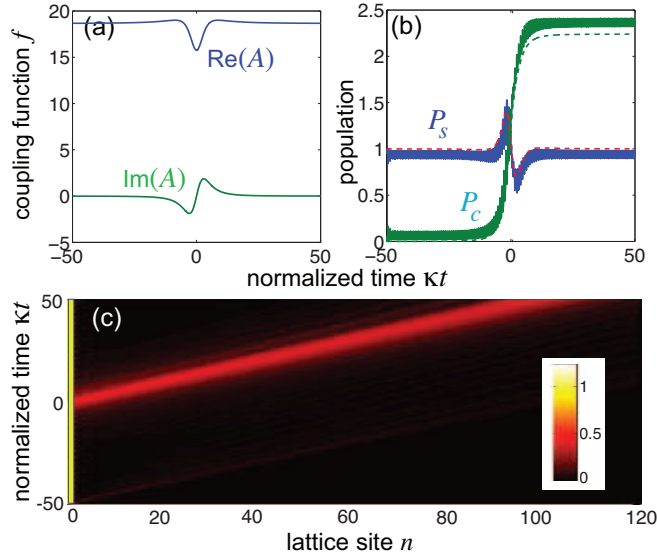 (a)
coupling function f
20
15
10
5
0
−5
−50
0
50
Re(A)
Im(A)
(b)
population
2.5
2
1.5
1
0.5
0
−50
0
50
P_s
P_c
normalized time κt
(c)
normalized time κt
50
0
-50
0
20
40
60
80
100
120
lattice site n
1
0.5
0